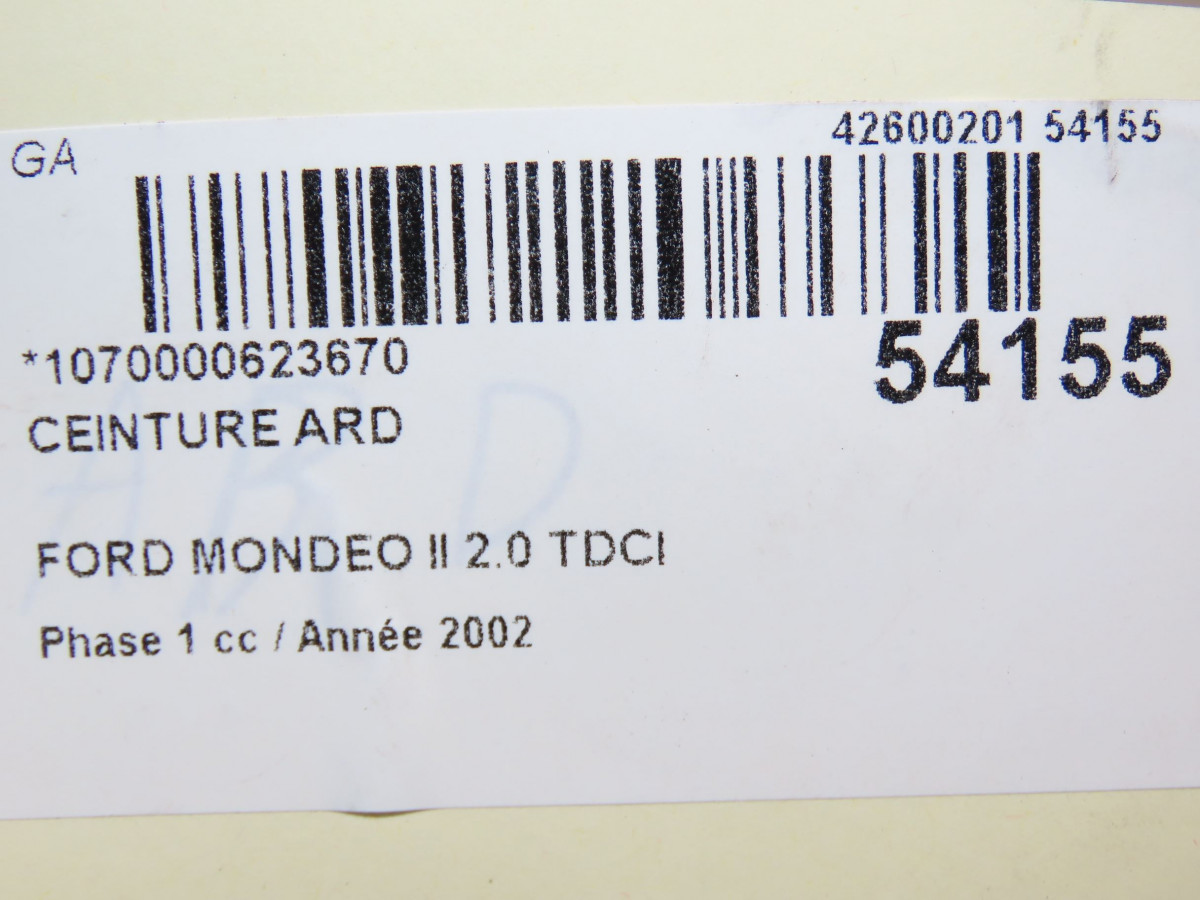 GA
42600201 54155
*1070000623670
54155
CEINTURE ARD
ARD
FORD MONDEO II 2.0 TDCI
Phase 1 cc / Année 2002